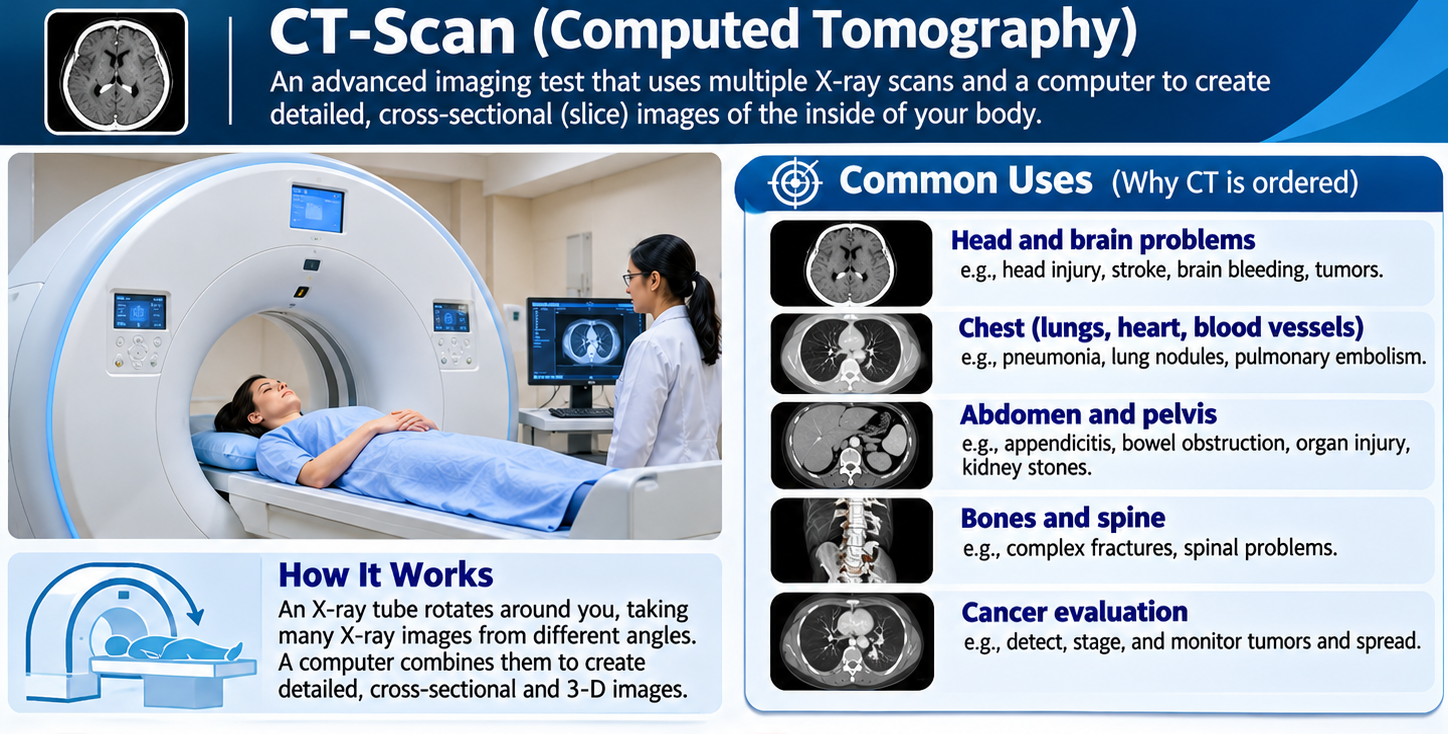 CT-Scan (Computed Tomography)
An advanced imaging test that uses multiple X-ray scans and a computer to create
detailed, cross-sectional (slice) images of the inside of your body.
How It Works
An X-ray tube rotates around you, taking
many X-ray images from different angles.
A computer combines them to create
detailed, cross-sectional and 3-D images.
Common Uses (Why CT is ordered)
Head and brain problems
e.g., head injury, stroke, brain bleeding, tumors.
Chest (lungs, heart, blood vessels)
e.g., pneumonia, lung nodules, pulmonary embolism.
Abdomen and pelvis
e.g., appendicitis, bowel obstruction, organ injury,
kidney stones.
Bones and spine
e.g., complex fractures, spinal problems.
Cancer evaluation
e.g., detect, stage, and monitor tumors and spread.